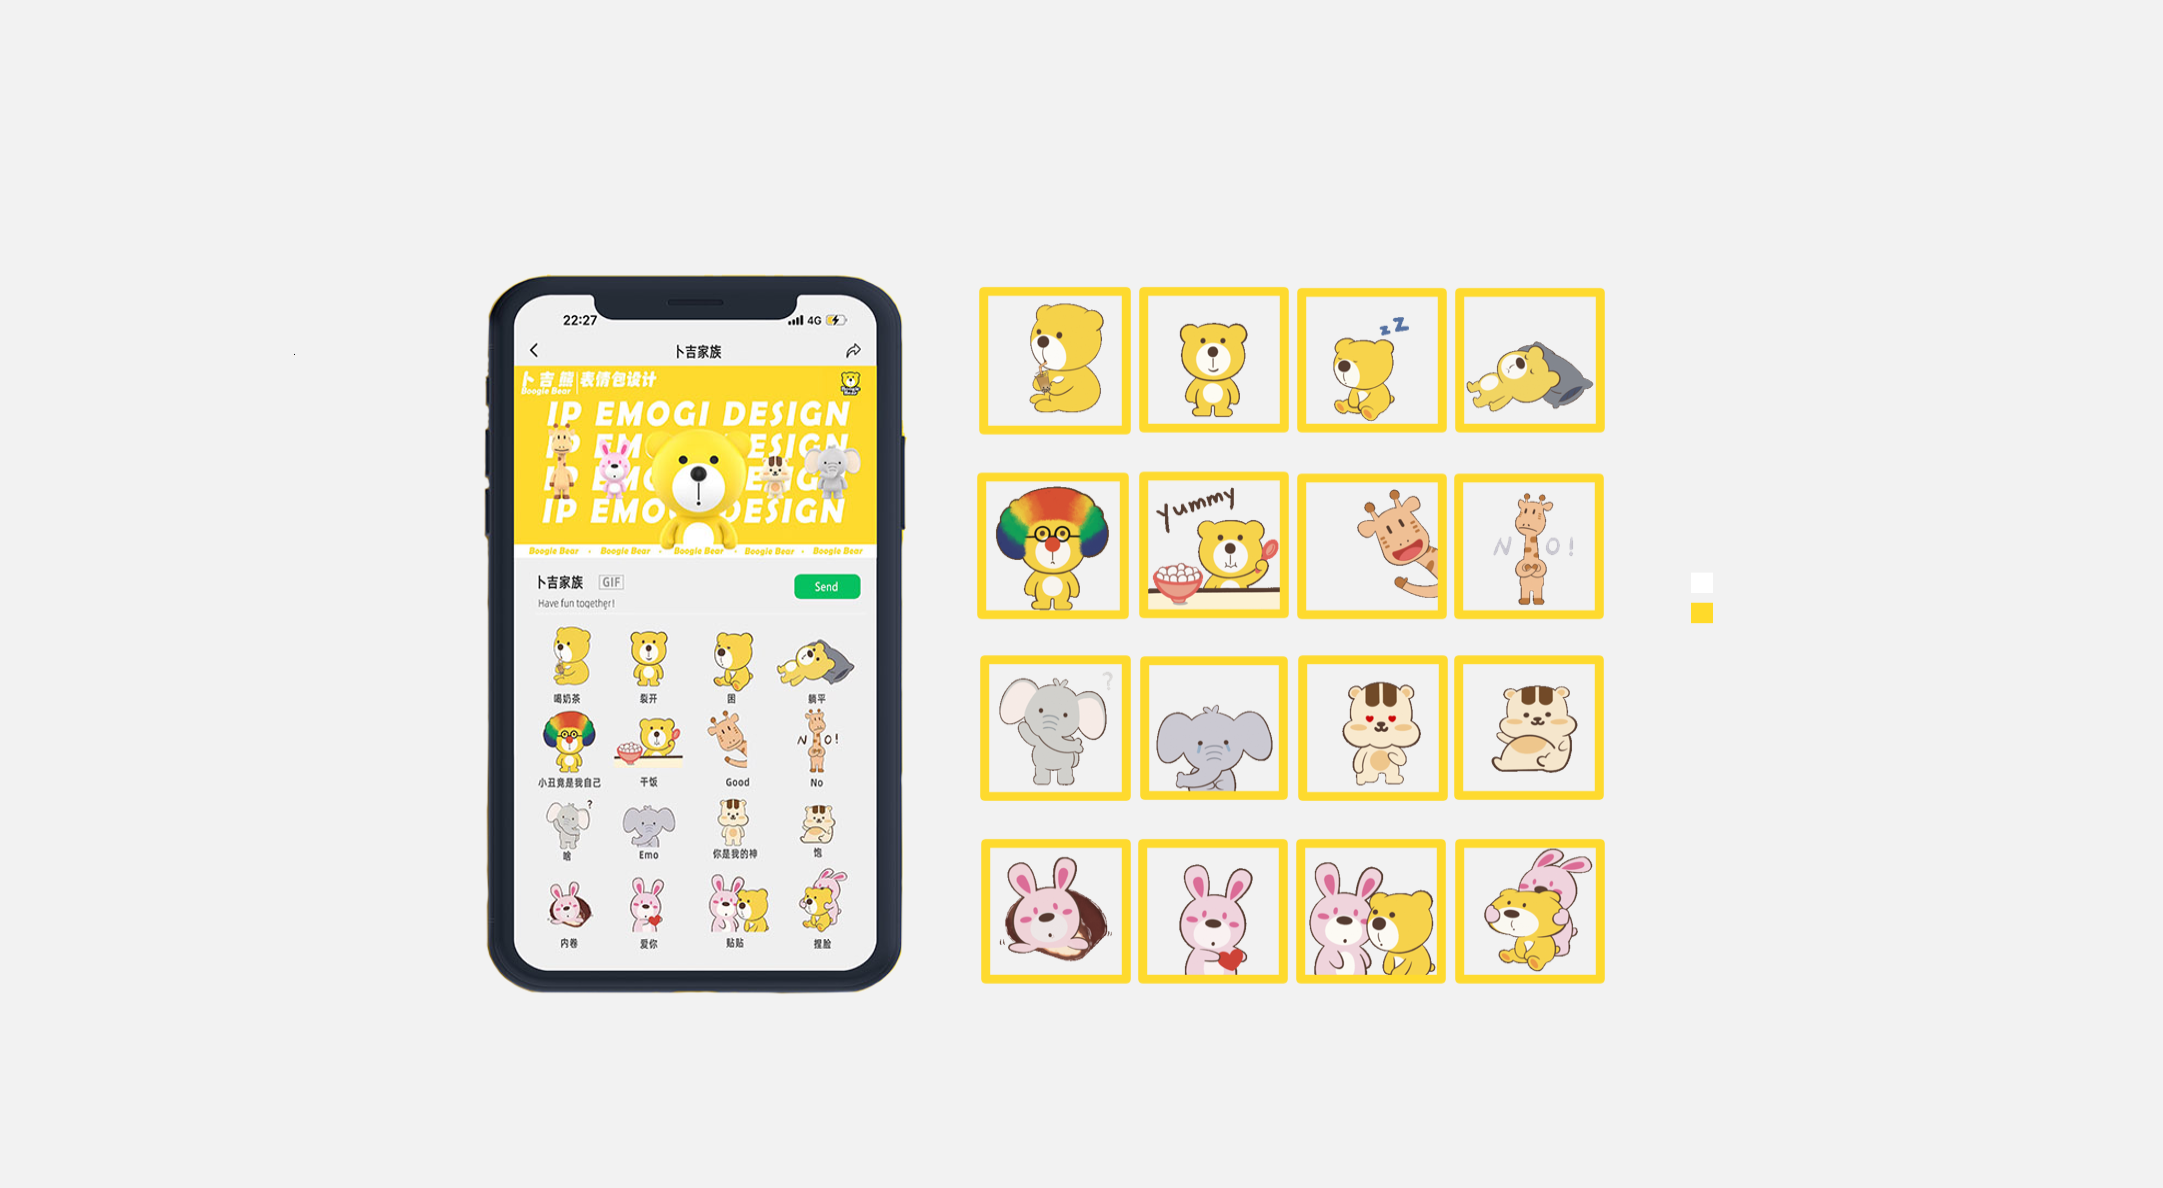 22:27
4G
卜吉家族
卜吉熊|表情包设计
Boogie Bear
IP EMOGI DESIGN
IP EM ESIGN
IP EMO ESIGN
IP EMO DESIGN
Boogie Bear · Boogie Bear · Boogie Bear · Boogie Bear · Boogie Bear
卜吉家族 GIF
Send
Have fun together!
喝奶茶 裂开 困 躺平
NO!
小丑竟是我自己 干饭 Good No
?
啥 Emo 你是我的神 饱
内卷 爱你 贴贴 捏脸
zZ
Yummy
NO!
?